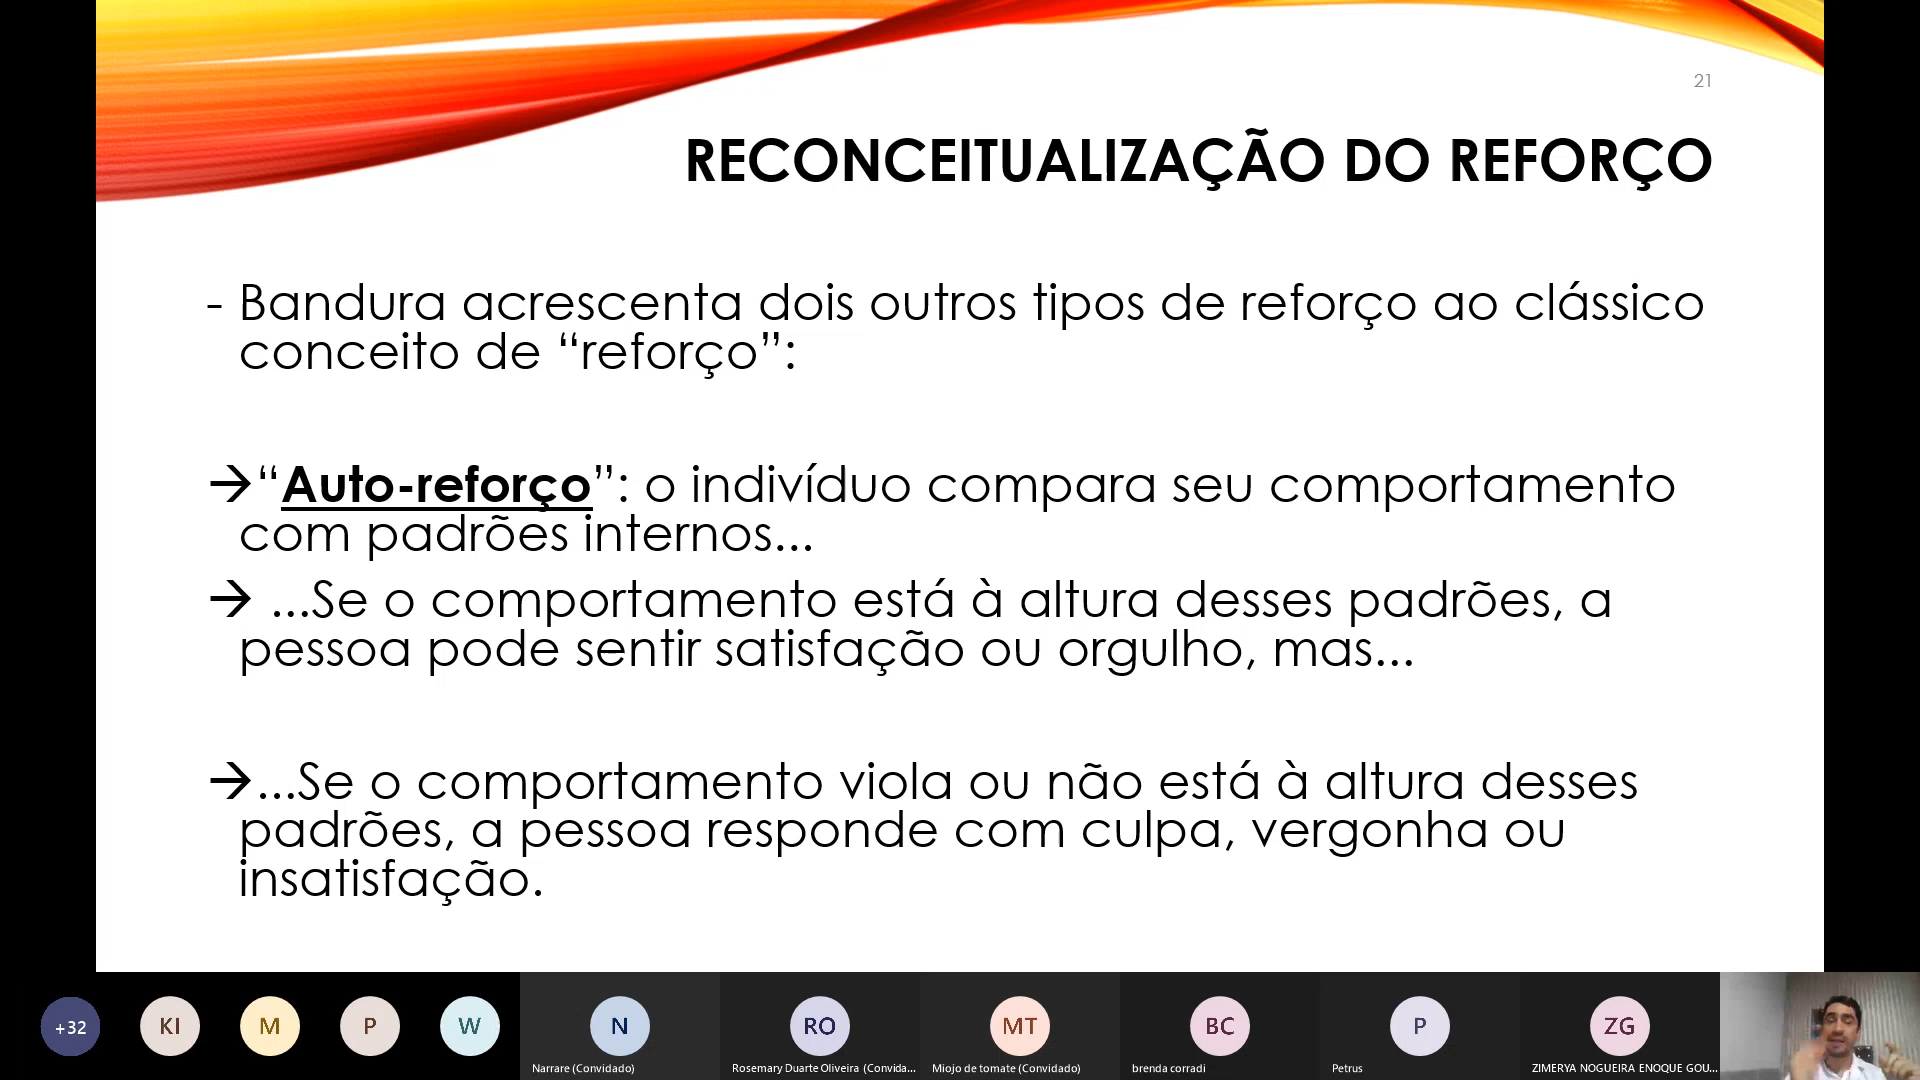 21
RECONCEITUALIZAÇÃO DO REFORÇO
- Bandura acrescenta dois outros tipos de reforço ao clássico
conceito de “reforço”:
→“Auto-reforço”: o indivíduo compara seu comportamento
com padrões internos...
→ ...Se o comportamento está à altura desses padrões, a
pessoa pode sentir satisfação ou orgulho, mas...
→...Se o comportamento viola ou não está à altura desses
padrões, a pessoa responde com culpa, vergonha ou
insatisfação.
+32 KI M P W N RO MT BC P ZG
Narrare (Convidado) Rosemary Duarte Oliveira (Convida... Miojo de tomate (Convidado) brenda corradi Petrus ZIMERYA NOGUEIRA ENOQUE GOU...